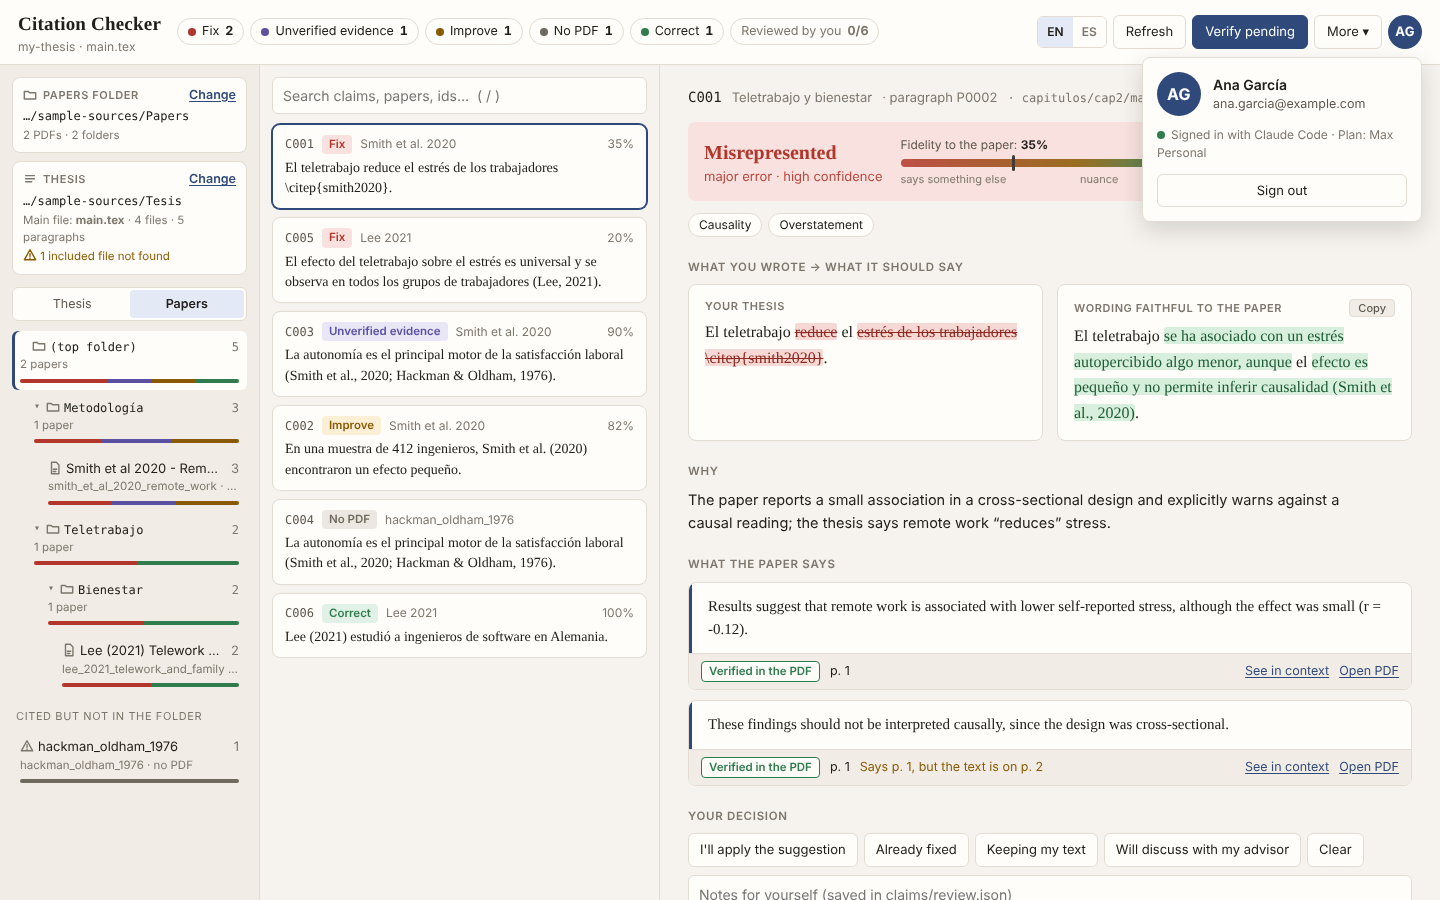 Citation Checker
my-thesis · main.tex
Fix 2
Unverified evidence 1
Improve 1
No PDF 1
Correct 1
Reviewed by you 0/6
EN
ES
Refresh
Verify pending
More ▾
AG
PAPERS FOLDER
Change
…/sample-sources/Papers
2 PDFs · 2 folders
THESIS
Change
…/sample-sources/Tesis
Main file: main.tex · 4 files · 5
paragraphs
1 included file not found
Thesis
Papers
(top folder) 5
2 papers
Metodología 3
1 paper
Smith et al 2020 - Rem… 3
smith_et_al_2020_remote_work · …
Teletrabajo 2
1 paper
Bienestar 2
1 paper
Lee (2021) Telework … 2
lee_2021_telework_and_family …
CITED BUT NOT IN THE FOLDER
hackman_oldham_1976 1
hackman_oldham_1976 · no PDF
Search claims, papers, ids… ( / )
C001 Fix Smith et al. 2020 35%
El teletrabajo reduce el estrés de los trabajadores
\citep{smith2020}.
C005 Fix Lee 2021 20%
El efecto del teletrabajo sobre el estrés es universal y se
observa en todos los grupos de trabajadores (Lee, 2021).
C003 Unverified evidence Smith et al. 2020 90%
La autonomía es el principal motor de la satisfacción laboral
(Smith et al., 2020; Hackman & Oldham, 1976).
C002 Improve Smith et al. 2020 82%
En una muestra de 412 ingenieros, Smith et al. (2020)
encontraron un efecto pequeño.
C004 No PDF hackman_oldham_1976
La autonomía es el principal motor de la satisfacción laboral
(Smith et al., 2020; Hackman & Oldham, 1976).
C006 Correct Lee 2021 100%
Lee (2021) estudió a ingenieros de software en Alemania.
C001 Teletrabajo y bienestar · paragraph P0002 · capitulos/cap2/ma
Misrepresented
major error · high confidence
Fidelity to the paper: 35%
says something else
nuance
Causality
Overstatement
AG
Ana García
ana.garcia@example.com
Signed in with Claude Code · Plan: Max
Personal
Sign out
WHAT YOU WROTE → WHAT IT SHOULD SAY
YOUR THESIS
El teletrabajo reduce el estrés de los trabajadores
\citep{smith2020}.
WORDING FAITHFUL TO THE PAPER
Copy
El teletrabajo se ha asociado con un estrés
autopercibido algo menor, aunque el efecto es
pequeño y no permite inferir causalidad (Smith et
al., 2020).
WHY
The paper reports a small association in a cross-sectional design and explicitly warns against a
causal reading; the thesis says remote work “reduces” stress.
WHAT THE PAPER SAYS
Results suggest that remote work is associated with lower self-reported stress, although the effect was small (r =
-0.12).
Verified in the PDF p. 1 See in context Open PDF
These findings should not be interpreted causally, since the design was cross-sectional.
Verified in the PDF p. 1 Says p. 1, but the text is on p. 2 See in context Open PDF
YOUR DECISION
I'll apply the suggestion
Already fixed
Keeping my text
Will discuss with my advisor
Clear
Notes for yourself (saved in claims/review.json)